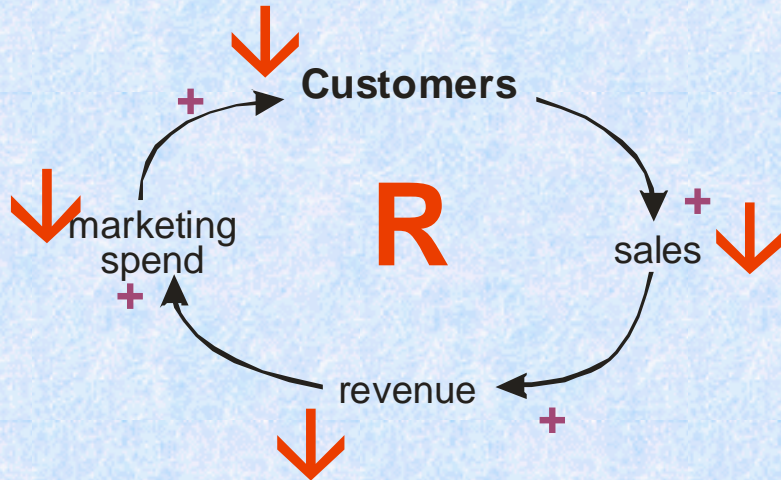 +
Customers
R
+
marketing
spend
sales
+
revenue
+